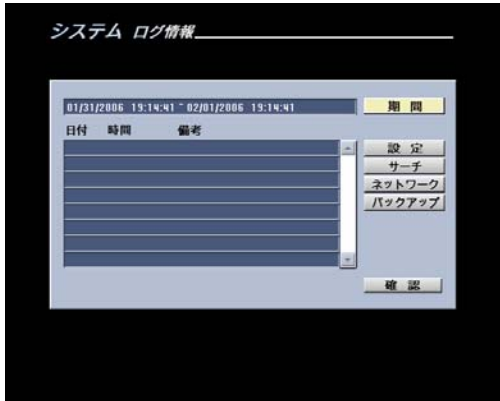 システム ログ情報
01/31/2006 19:14:41 ~ 02/01/2006 19:14:41 期 間
日付 時間 備考
設 定
サーチ
ネットワーク
バックアップ
確 認